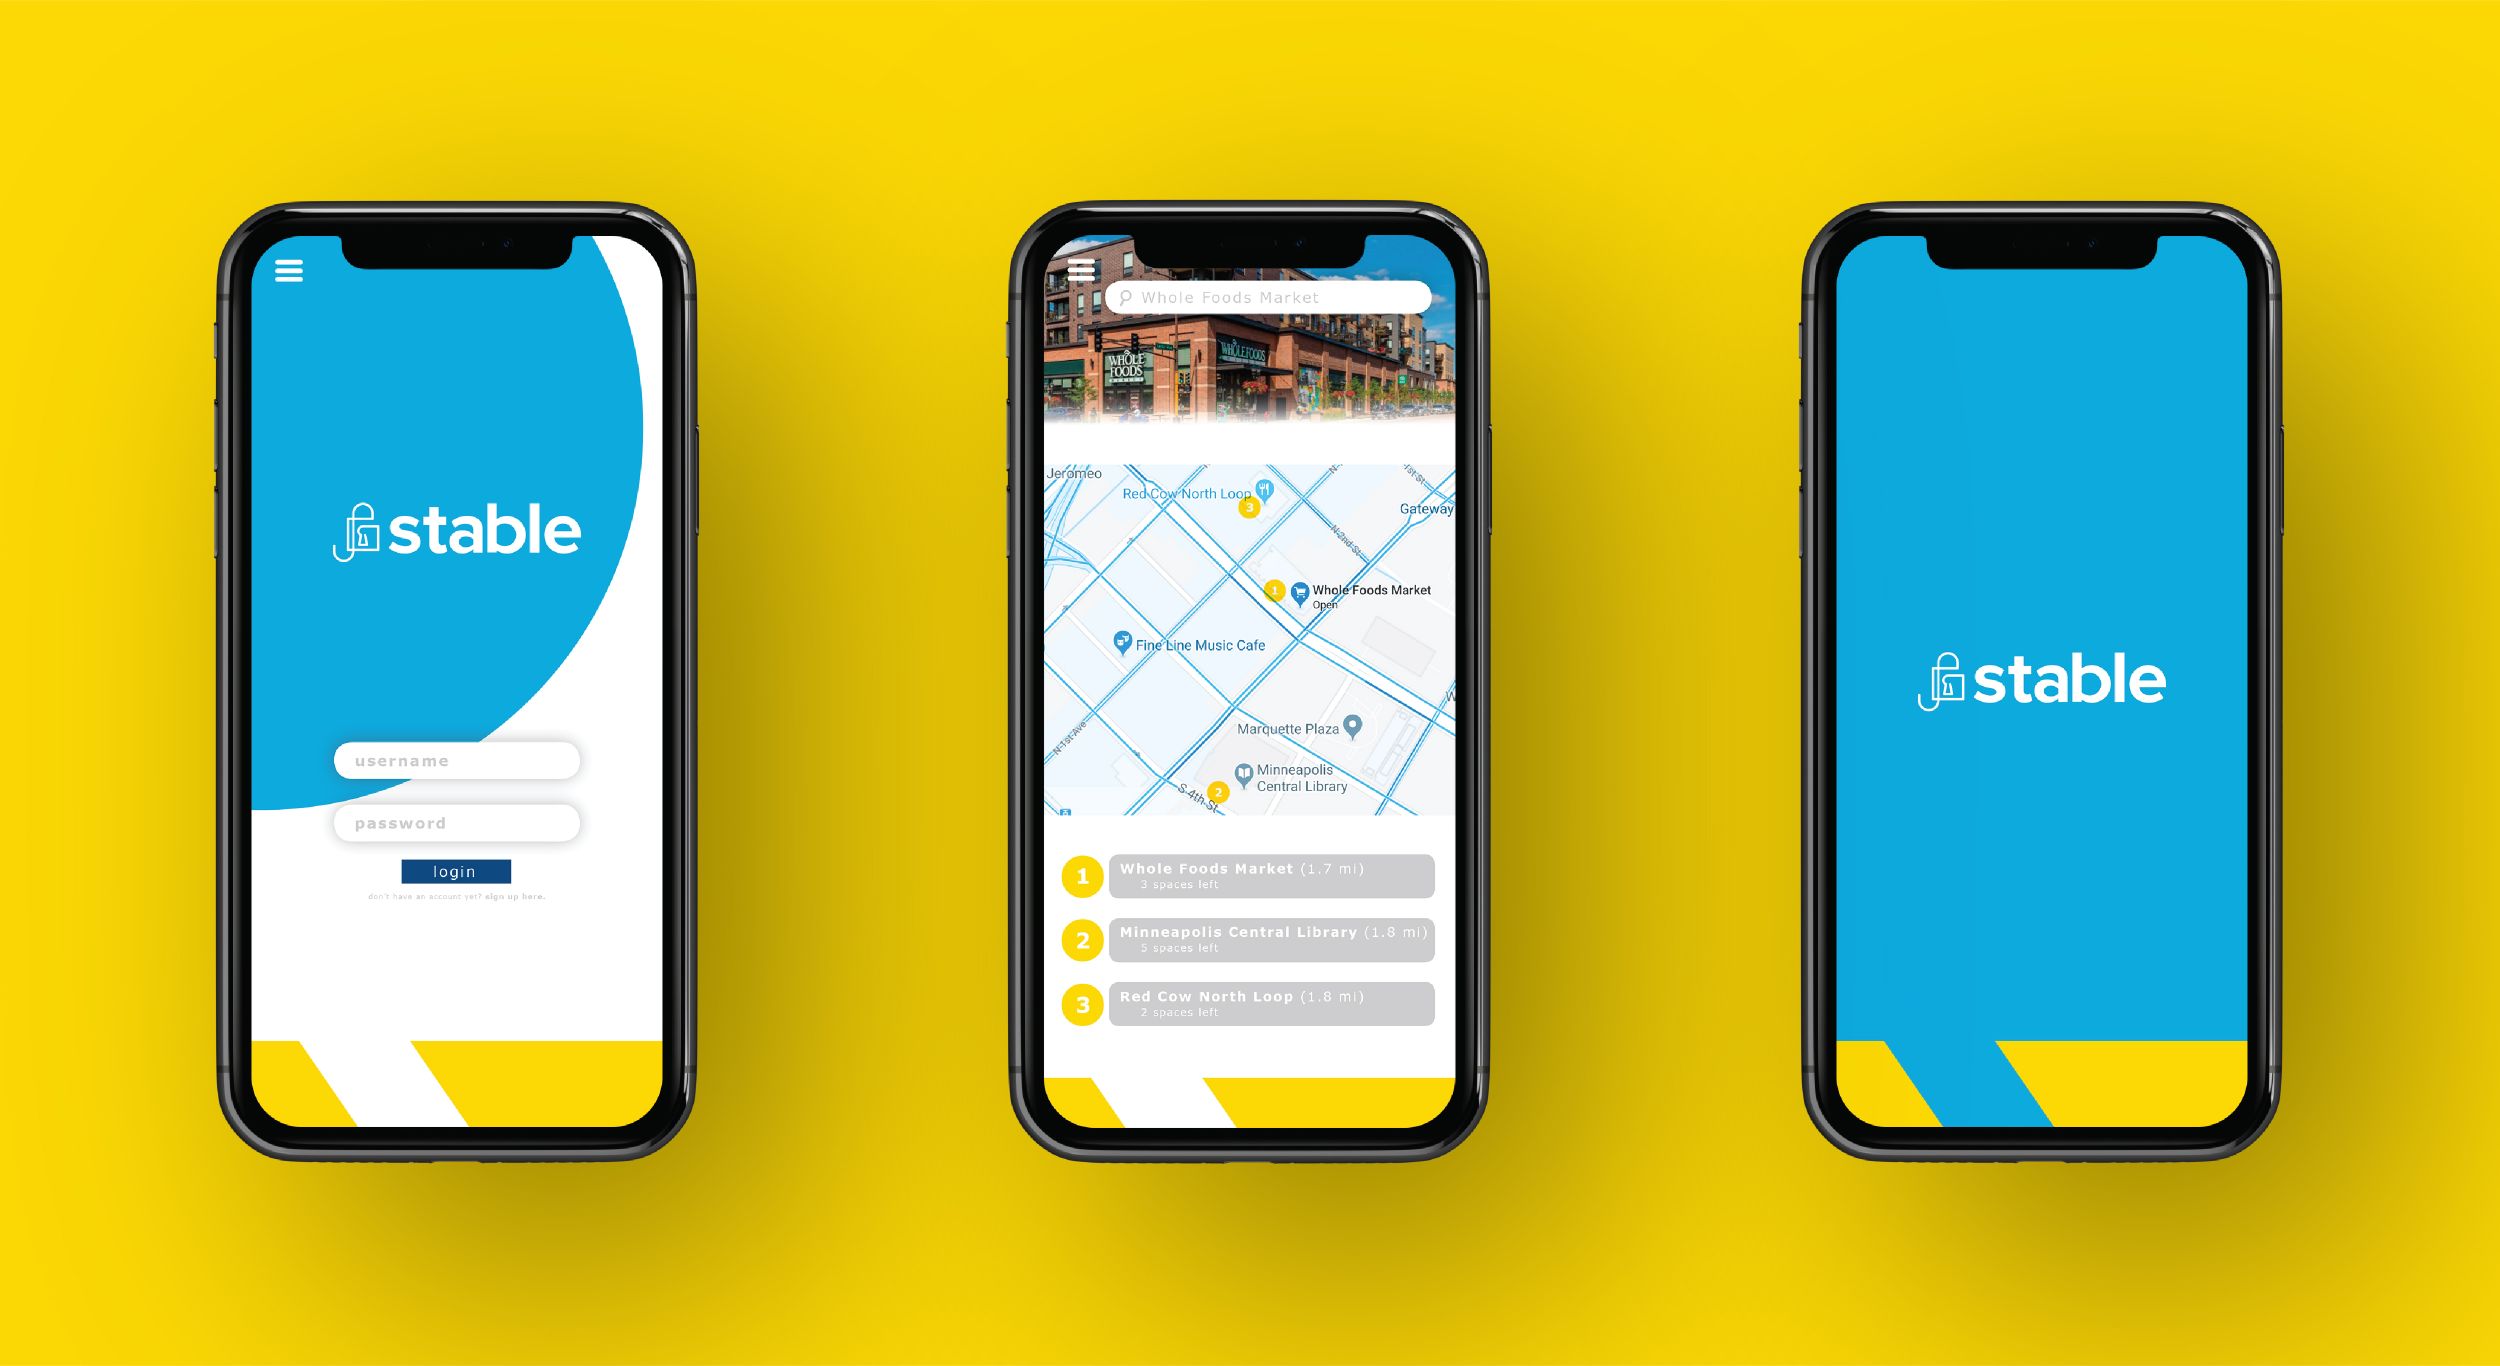 stable
username
password
login
don't have an account yet? sign up here.
Whole Foods Market
WHOLE
FOODS
MARKET
WHOLE FOODS
Jeromeo
Red Cow North Loop
3
Gateway
N 2nd St
1
Whole Foods Market
Open
Fine Line Music Cafe
N 1st Ave
Marquette Plaza
Minneapolis
Central Library
2
S 4th St
1
Whole Foods Market (1.7 mi)
3 spaces left
2
Minneapolis Central Library (1.8 mi)
5 spaces left
3
Red Cow North Loop (1.8 mi)
2 spaces left
stable